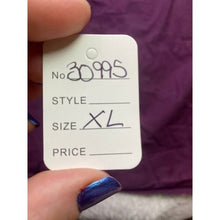 No. 30995
STYLE
SIZE XL
PRICE